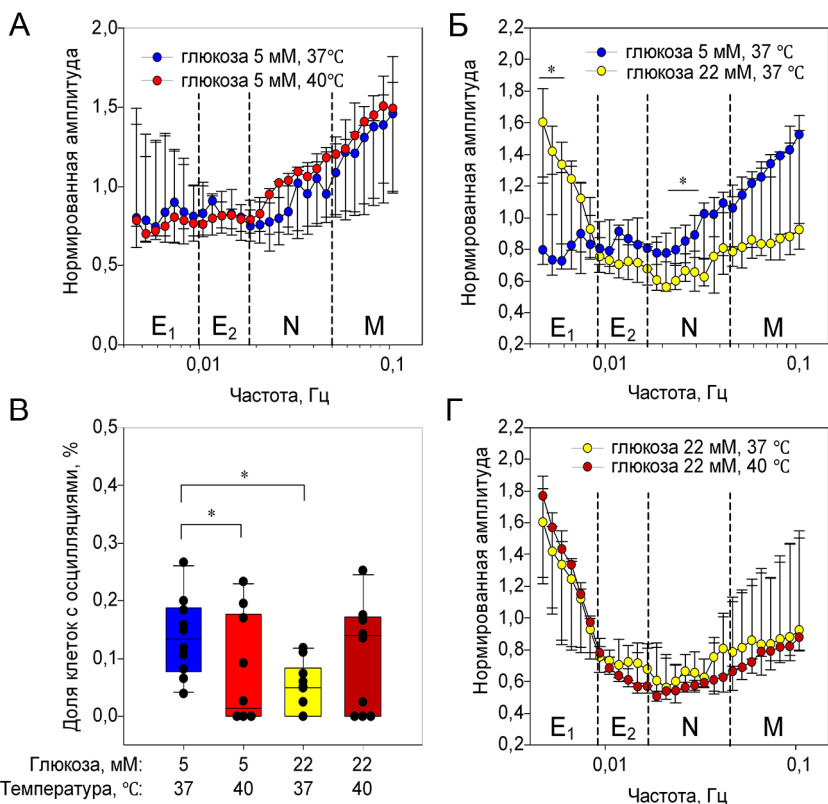 А
глюкоза 5 мМ, 37℃
глюкоза 5 мМ, 40℃
Нормированная амплитуда
2,0
1,5
1,0
0,5
0,0
E1 E2 N M
0,01 0,1
Частота, Гц
Б
глюкоза 5 мМ, 37 ℃
глюкоза 22 мМ, 37 ℃
Нормированная амплитуда
2,2
2,0
1,8
1,6
1,4
1,2
1,0
0,8
0,6
0,4
0,2
* *
E1 E2 N M
0,01 0,1
Частота, Гц
В
Доля клеток с осцилляциями, %
0,5
0,4
0,3
0,2
0,1
0,0
*
*
Глюкоза, мМ: 5 5 22 22
Температура, ℃: 37 40 37 40
Г
глюкоза 22 мМ, 37 ℃
глюкоза 22 мМ, 40 ℃
Нормированная амплитуда
2,2
2,0
1,8
1,6
1,4
1,2
1,0
0,8
0,6
0,4
0,2
E1 E2 N M
0,01 0,1
Частота, Гц